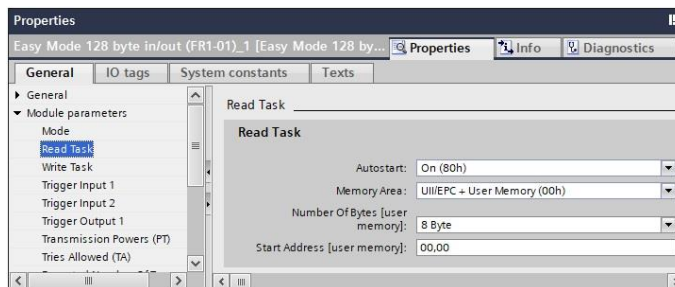 Properties
Easy Mode 128 byte in/out (FR1-01)_1 [Easy Mode 128 by...
Properties
Info
Diagnostics
General
IO tags
System constants
Texts
General
Module parameters
Mode
Read Task
Write Task
Trigger Input 1
Trigger Input 2
Trigger Output 1
Transmission Powers (PT)
Tries Allowed (TA)
Read Task
Read Task
Autostart: On (80h)
Memory Area: UII/EPC + User Memory (00h)
Number Of Bytes [user
memory]: 8 Byte
Start Address [user memory]: 00,00